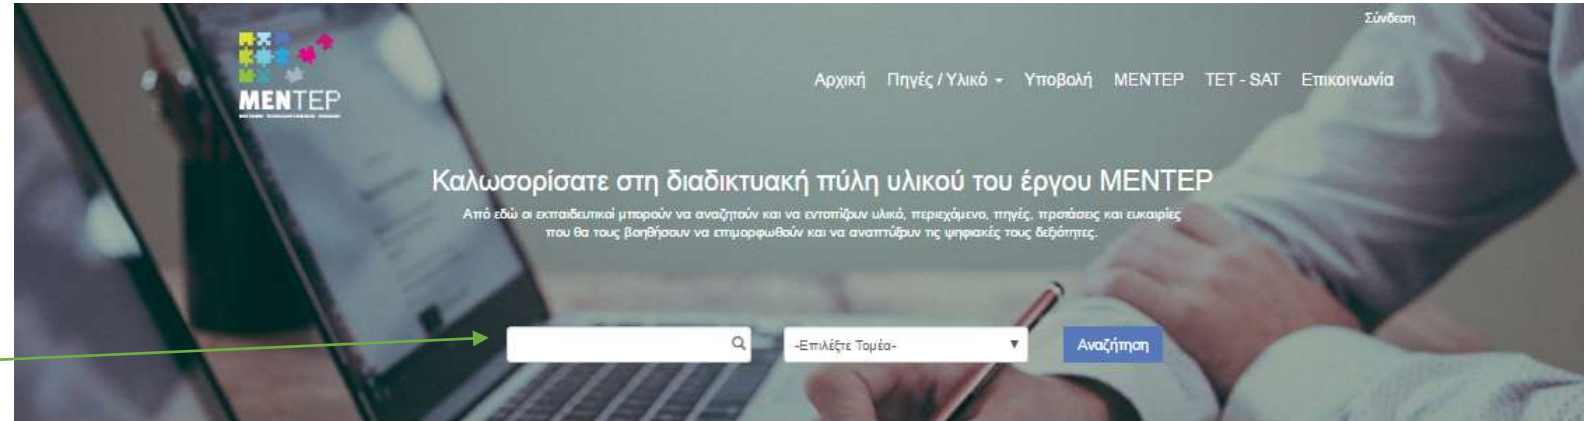 Σύνδεση
MENTEP
Αρχική Πηγές / Υλικό Υποβολή MENTEP TET - SAT Επικοινωνία
Καλωσορίσατε στη διαδικτυακή πύλη υλικού του έργου MENTEP
Από εδώ οι εκπαιδευτικοί μπορούν να αναζητούν και να εντοπίζουν υλικό, περιεχόμενο, πηγές, προτάσεις και ευκαιρίες
που θα τους βοηθήσουν να επιμορφωθούν και να αναπτύξουν τις ψηφιακές τους δεξιότητες.
-Επιλέξτε Τομέα-
Αναζήτηση